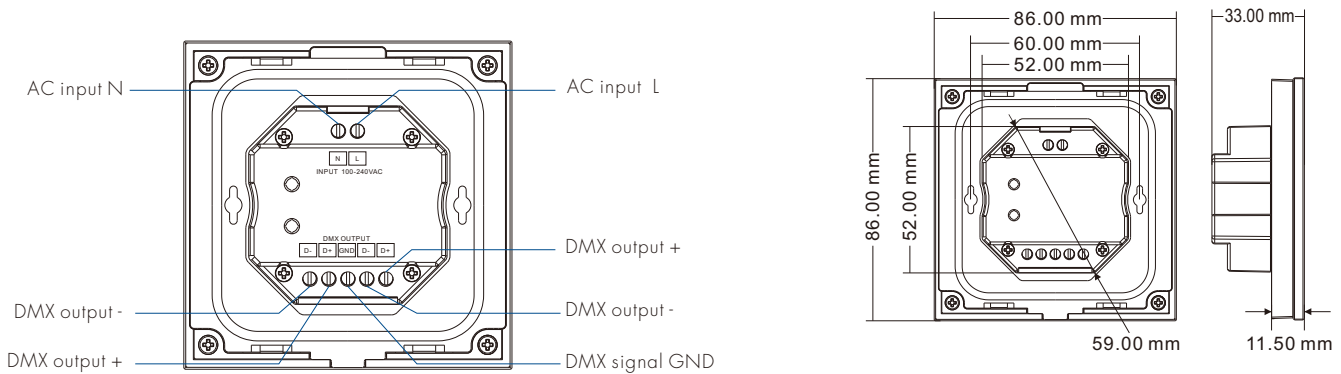 AC input N
AC input L
N L
INPUT 100-240VAC
DMX OUTPUT
D- D+ GND D- D+
DMX output +
DMX output -
DMX output -
DMX output +
DMX signal GND
86.00 mm
60.00 mm
52.00 mm
33.00 mm
86.00 mm
52.00 mm
59.00 mm
11.50 mm